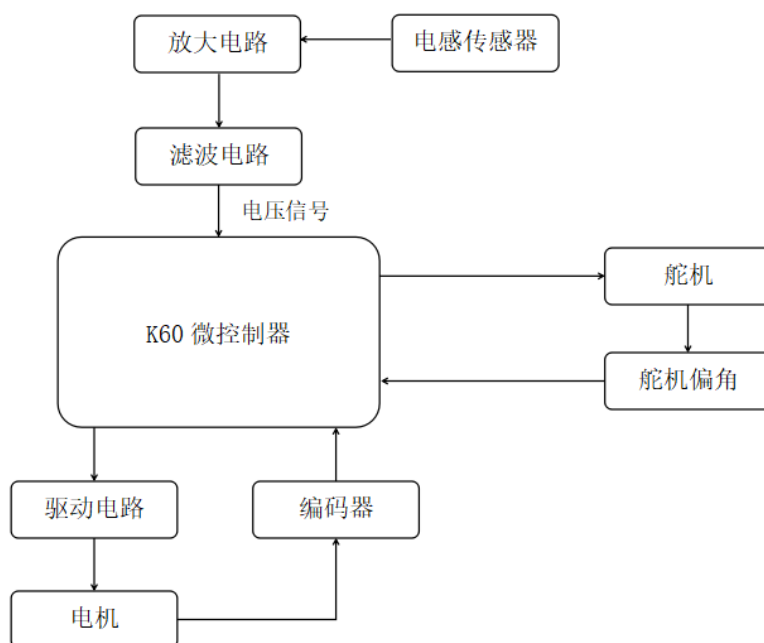 放大电路
电感传感器
滤波电路
电压信号
K60 微控制器
舵机
舵机偏角
驱动电路
编码器
电机